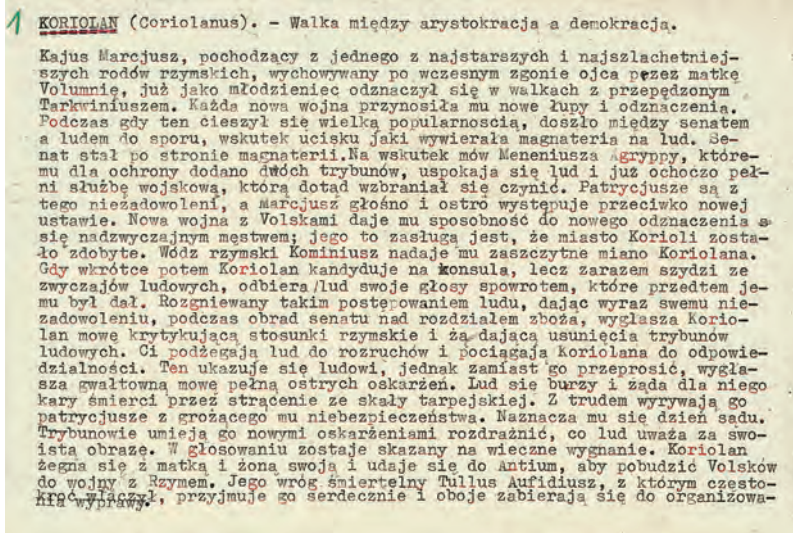 1 KORIOLAN (Coriolanus). - Walka między arystokracja a demokracją.
Kajus Marcjusz, pochodzący z jednego z najstarszych i najszlachetniej-
szych rodów rzymskich, wychowywany po wczesnym zgonie ojca przez matkę
Volumnię, już jako młodzieniec odznaczył się w walkach z przepędzonym
Tarkwiniuszem. Każda nowa wojna przynosiła mu nowe łupy i odznaczenia.
Podczas gdy ten cieszył się wielką popularnością, doszło między senatem
a ludem do sporu, wskutek ucisku jaki wywierała magnateria na lud. Se-
nat stał po stronie magnaterii.Na wskutek mów Meneniusza Agryppy, które-
mu dla ochrony dodano dwóch trybunów, uspokaja się lud i już ochoczo peł-
ni służbę wojskową, którą dotąd wzbraniał się czynić. Patrycjusze są z
tego niezadowoleni, a Marcjusz głośno i ostro występuje przeciwko nowej
ustawie. Nowa wojna z Volskami daje mu sposobność do nowego odznaczenia
się nadzwyczajnym męstwem; jego to zasługą jest, że miasto Korioli zosta-
ło zdobyte. Wódz rzymski Kominiusz nadaje mu zaszczytne miano Koriolana.
Gdy wkrótce potem Koriolan kandyduje na konsula, lecz zarazem szydzi ze
zwyczajów ludowych, odbiera/lud swoje głosy spowrotem, które przedtem je-
mu był dał. Rozgniewany takim postępowaniem ludu, dając wyraz swemu nie-
zadowoleniu, podczas obrad senatu nad rozdziałem zboża, wygłasza Korio-
lan mowę krytykującą stosunki rzymskie i żądającą usunięcia trybunów
ludowych. Ci podżegają lud do rozruchów i pociągają Koriolana do odpowie-
dzialności. Ten ukazuje się ludowi, jednak zamiast go przeprosić, wygła-
sza gwałtowną mowę pełną ostrych oskarżeń. Lud się burzy i żąda dla niego
kary śmierci przez strącenie ze skały tarpejskiej. Z trudem wyrywają go
patrycjusze z grożącego mu niebezpieczeństwa. Naznacza mu się dzień sądu.
Trybunowie umieją go nowymi oskarżeniami rozdrażnić, co lud uważa za swo-
istą obrazę. W głosowaniu zostaje skazany na wieczne wygnanie. Koriolan
żegna się z matką i żoną swoją i udaje się do Antium, aby pobudzić Volsków
do wojny z Rzymem. Jego wróg śmiertelny Tullus Aufidiusz, z którym często-
kroć walczył, przyjmuje go serdecznie i oboje zabierają się do organizowa-
nia wyprawy.